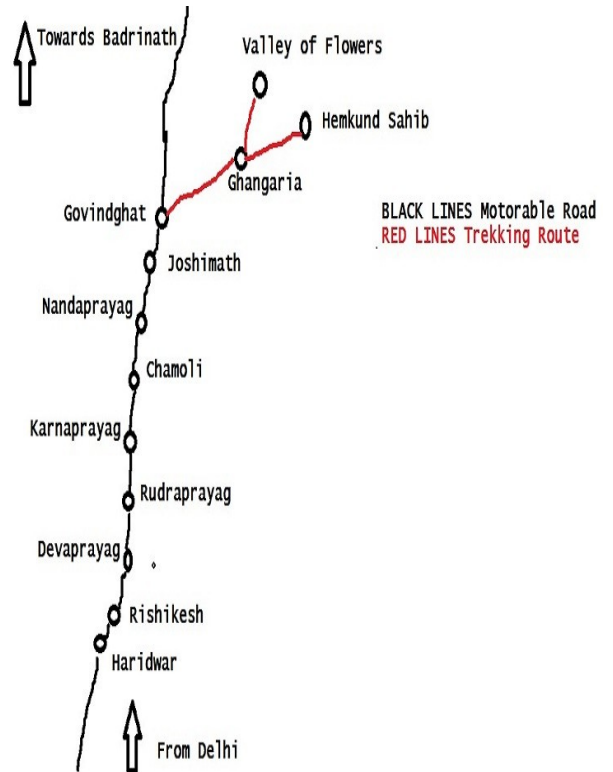 Towards Badrinath
Valley of Flowers
Hemkund Sahib
Ghangaria
Govindghat
BLACK LINES Motorable Road
RED LINES Trekking Route
Joshimath
Nandaprayag
Chamoli
Karnaprayag
Rudraprayag
Devaprayag
Rishikesh
Haridwar
From Delhi